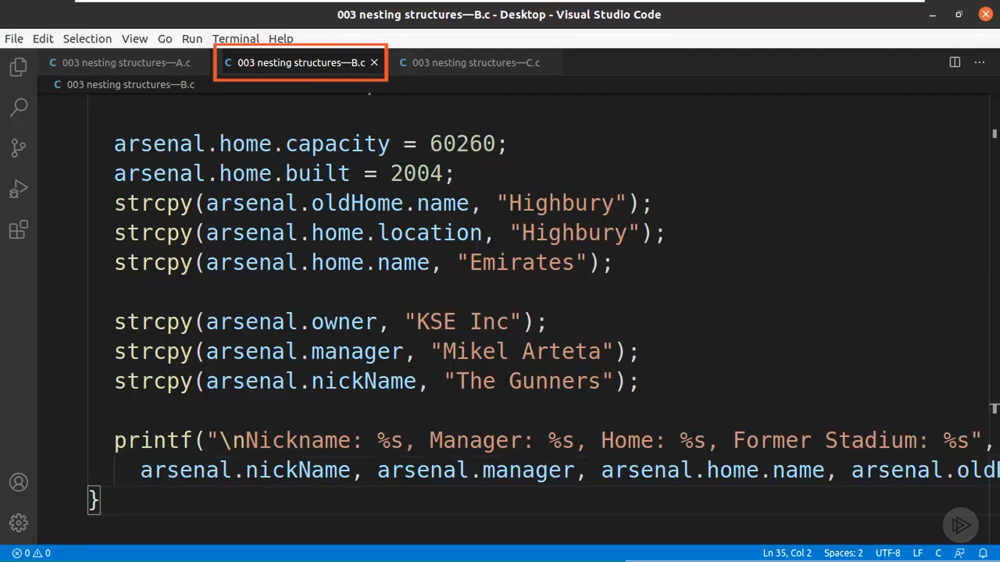 003 nesting structures—B.c - Desktop - Visual Studio Code
File Edit Selection View Go Run Terminal Help
C 003 nesting structures—A.c
C 003 nesting structures—B.c
C 003 nesting structures—C.c
C 003 nesting structures—B.c
arsenal.home.capacity = 60260;
arsenal.home.built = 2004;
strcpy(arsenal.oldHome.name, "Highbury");
strcpy(arsenal.home.location, "Highbury");
strcpy(arsenal.home.name, "Emirates");
strcpy(arsenal.owner, "KSE Inc");
strcpy(arsenal.manager, "Mikel Arteta");
strcpy(arsenal.nickName, "The Gunners");
printf("\nNickname: %s, Manager: %s, Home: %s, Former Stadium: %s",
arsenal.nickName, arsenal.manager, arsenal.home.name, arsenal.old
}
0 0 Ln 35, Col 2 Spaces: 2 UTF-8 LF C